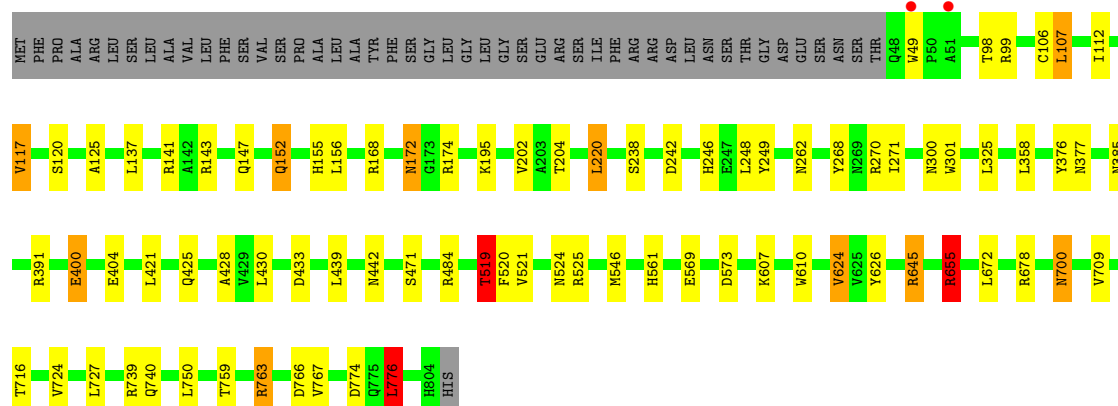 MET PHE PRO ALA ARG LEU SER LEU ALA VAL LEU PHE SER VAL SER PRO ALA LEU ALA TYR PHE GLY LEU GLY GLY SER GLU ARG SER ILE PHE ARG ARG ASP LEU ASN SER THR GLY ASP GLU SER ASN SER THR Q48 W49 P50 A51 T98 R99 C106 L107 I112
V117 S120 A125 L137 R141 A142 R143 Q147 Q152 H155 L156 R168 N172 G173 R174 K195 V202 A203 T204 L220 S238 D242 H246 E247 L248 Y249 N262 Y268 N269 R270 I271 N300 W301 L325 L358 Y376 N377 N385
R391 E400 E404 L421 Q425 A428 V429 L430 D433 L439 N442 S471 R484 T519 F520 V521 N524 R525 M546 H561 E569 D573 K607 W610 V624 V625 Y626 R645 R655 L672 R678 N700 V709
T716 V724 L727 R739 Q740 L750 T759 R763 D766 V767 D774 Q775 L776 H804 HIS